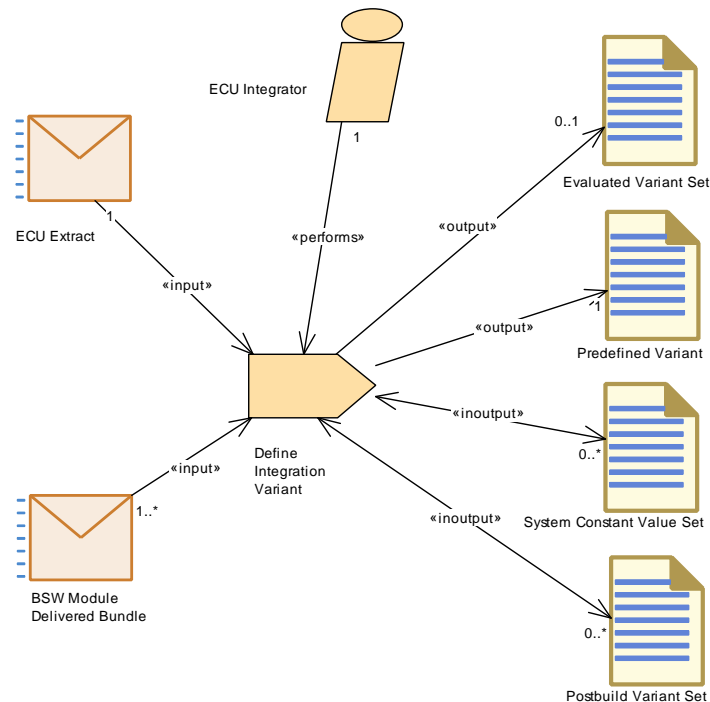 ECU Integrator
1
0..1
Evaluated Variant Set
1
ECU Extract
«performs»
«output»
«input»
«output»
1
Predefined Variant
«inoutput»
0..*
Define
Integration
Variant
«input»
1..*
«inoutput»
System Constant Value Set
BSW Module
Delivered Bundle
0..*
Postbuild Variant Set